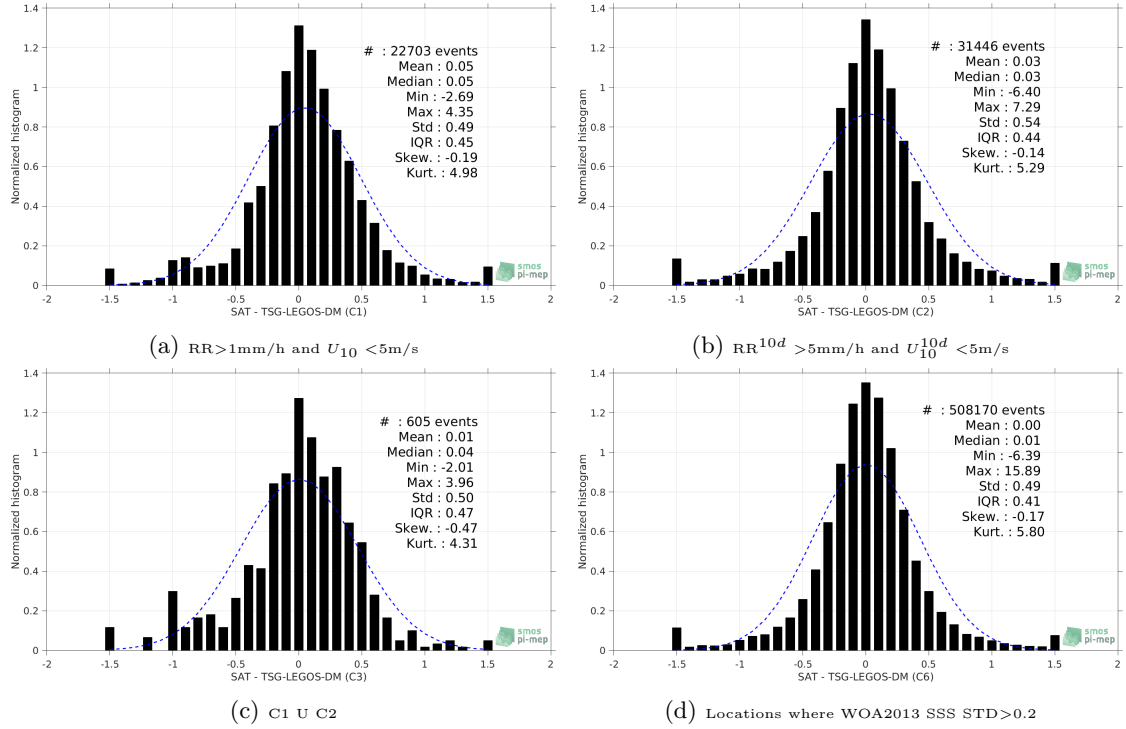 Normalized histogram
1.4
1.2
1
0.8
0.6
0.4
0.2
0
# : 22703 events
Mean : 0.05
Median : 0.05
Min : -2.69
Max : 4.35
Std : 0.49
IQR : 0.45
Skew. : -0.19
Kurt. : 4.98
smos
pi-mep
-2 -1.5 -1 -0.5 0 0.5 1 1.5 2
SAT - TSG-LEGOS-DM (C1)
(a) RR>1mm/h and U10 <5m/s
Normalized histogram
1.4
1.2
1
0.8
0.6
0.4
0.2
0
# : 31446 events
Mean : 0.03
Median : 0.03
Min : -6.40
Max : 7.29
Std : 0.54
IQR : 0.44
Skew. : -0.14
Kurt. : 5.29
smos
pi-mep
-2 -1.5 -1 -0.5 0 0.5 1 1.5 2
SAT - TSG-LEGOS-DM (C2)
(b) RR^10d >5mm/h and U10^10d <5m/s
Normalized histogram
1.4
1.2
1
0.8
0.6
0.4
0.2
0
# : 605 events
Mean : 0.01
Median : 0.04
Min : -2.01
Max : 3.96
Std : 0.50
IQR : 0.47
Skew. : -0.47
Kurt. : 4.31
smos
pi-mep
-2 -1.5 -1 -0.5 0 0.5 1 1.5 2
SAT - TSG-LEGOS-DM (C3)
(c) C1 U C2
Normalized histogram
1.4
1.2
1
0.8
0.6
0.4
0.2
0
# : 508170 events
Mean : 0.00
Median : 0.01
Min : -6.39
Max : 15.89
Std : 0.49
IQR : 0.41
Skew. : -0.17
Kurt. : 5.80
smos
pi-mep
-2 -1.5 -1 -0.5 0 0.5 1 1.5 2
SAT - TSG-LEGOS-DM (C6)
(d) Locations where WOA2013 SSS STD>0.2